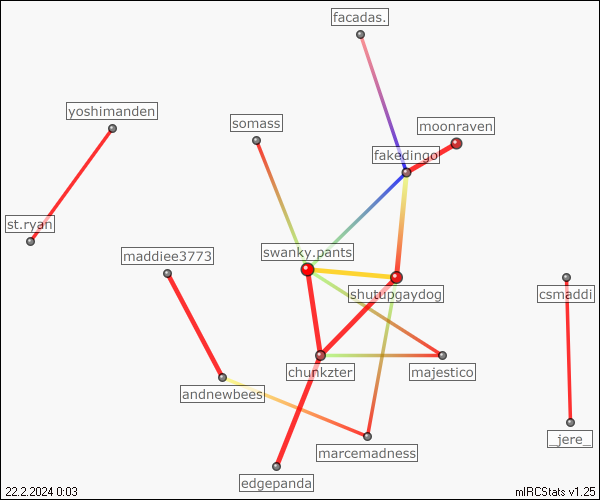 facadas.
yoshimanden
somass
moonraven
fakedingo
st.ryan
maddiee3773
swanky.pants
shutupgaydog
csmaddi
chunkzter
majestico
andnewbees
marcemadness
_jere_
edgepanda
22.2.2024 0:03
mIRCStats v1.25